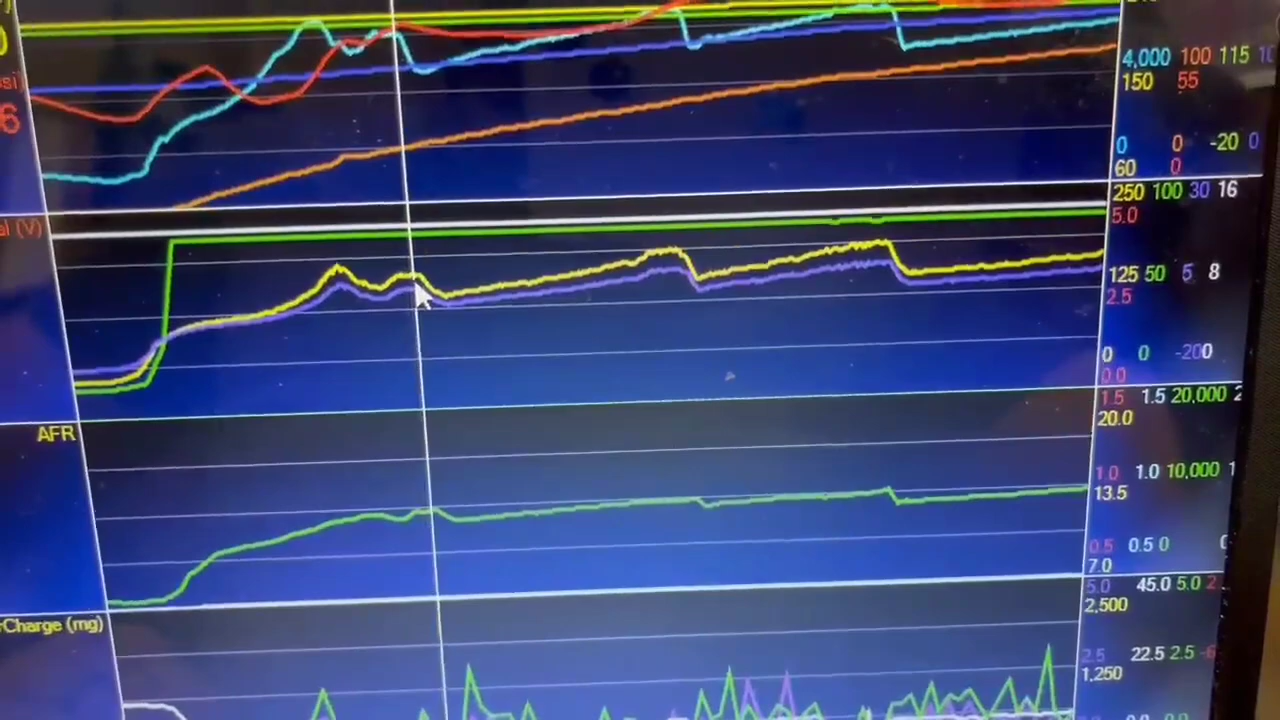 4,000 100 115
150 55
0 0 -20 0
60 0
250 100 30 16
5.0
(V)
125 50 5 8
2.5
0 0 -200
0.0
1.5 1.5 20,000
20.0
AFR
1.0 1.0 10,000
13.5
0.5 0.5 0
7.0
5.0 45.0 5.0
2,500
Charge (mg)
2.5 22.5 2.5
1,250